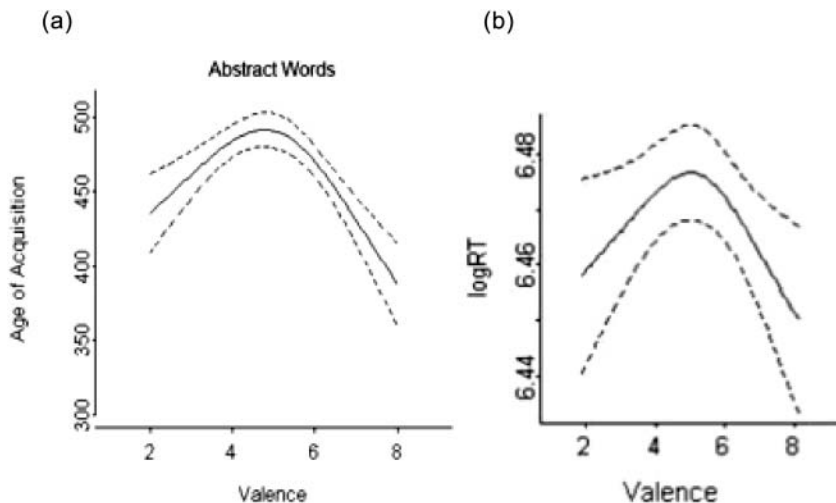 (a)
Abstract Words
Age of Acquisition
500
450
400
350
300
2 4 6 8
Valence
(b)
logRT
6.48
6.46
6.44
2 4 6 8
Valence